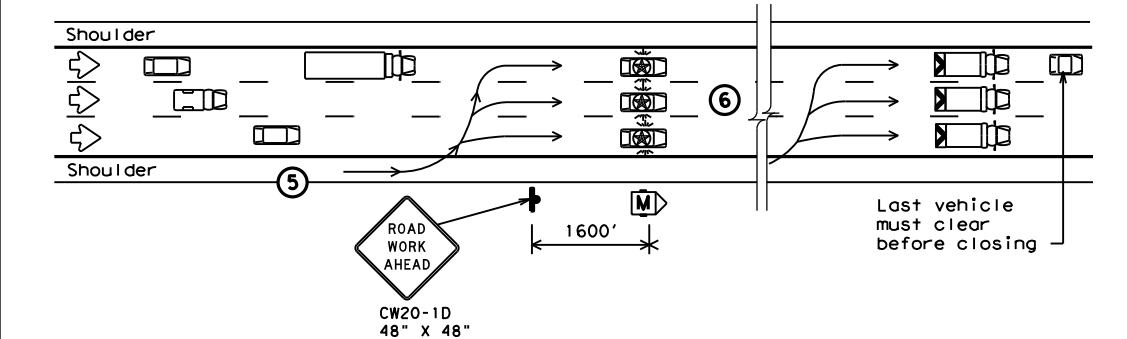 Shoulder
6
Shoulder
5
ROAD
WORK
AHEAD
M
1600'
Last vehicle
must clear
before closing
CW20-1D
48" X 48"